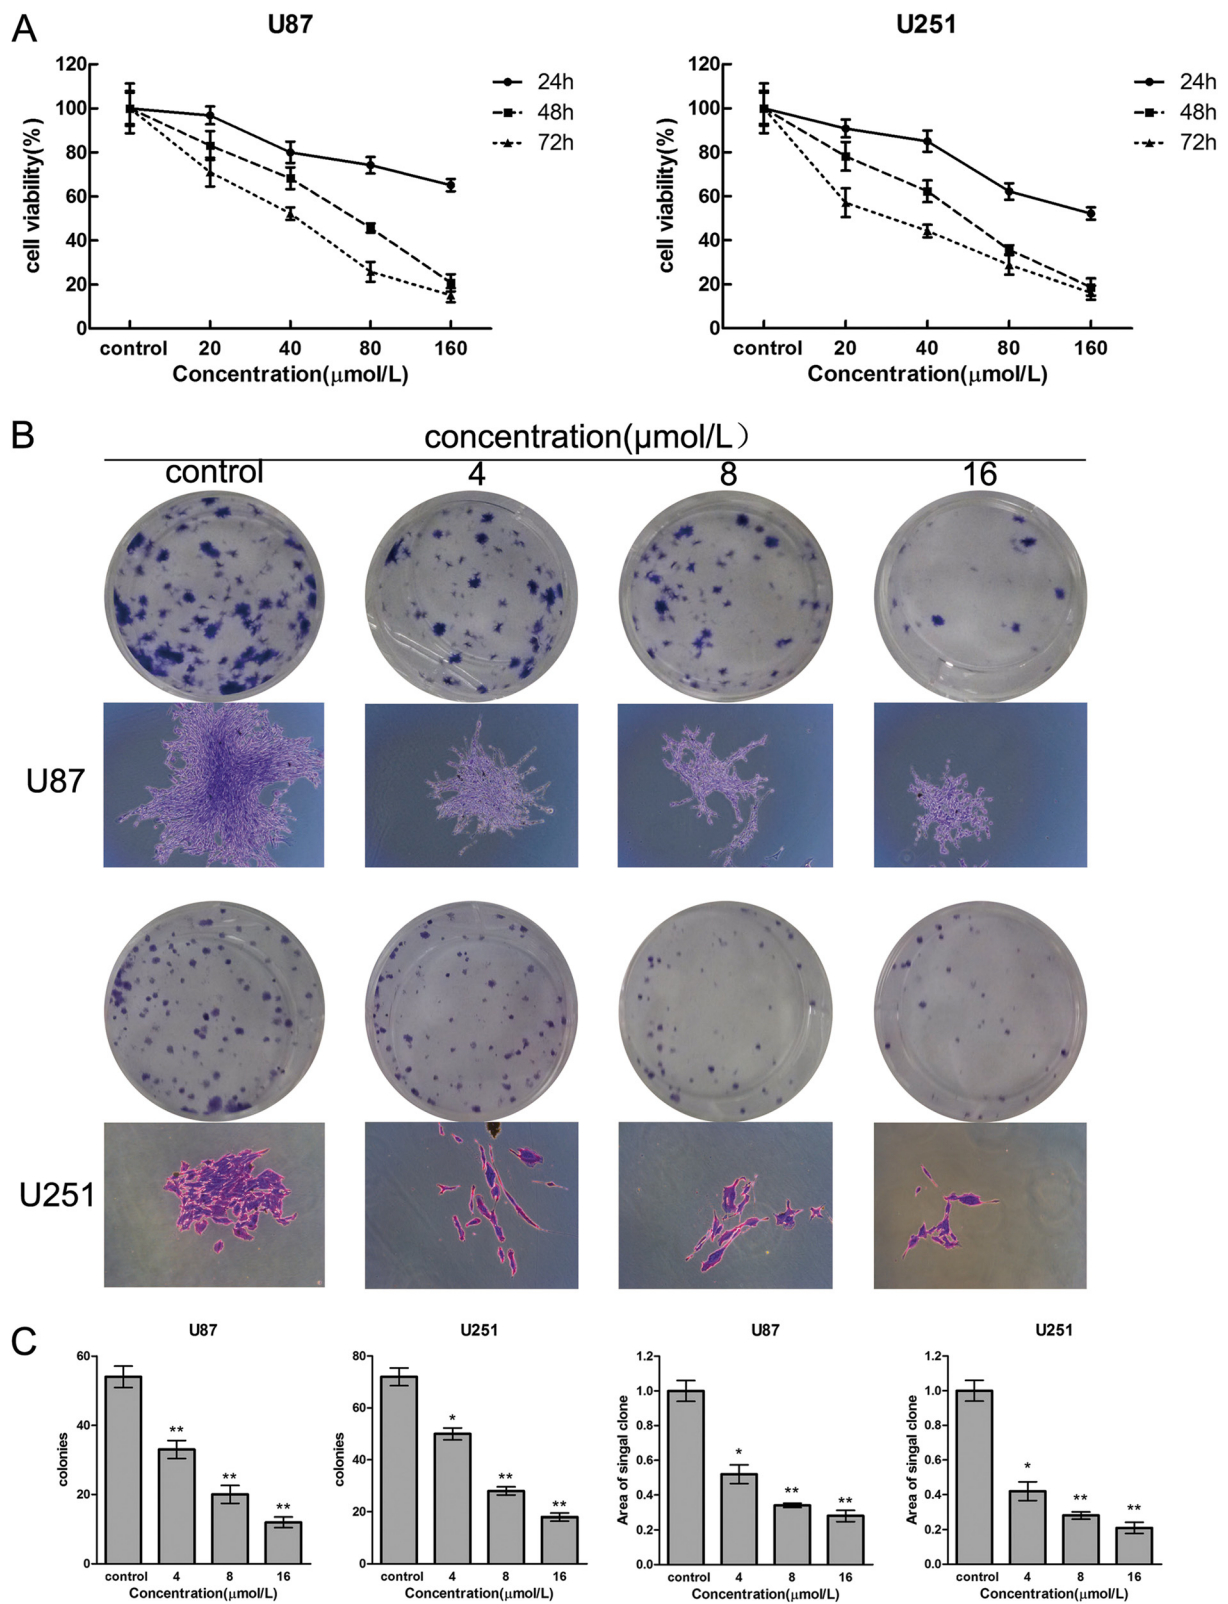 A
U87
U251
120
100
80
60
40
20
0
cell viability(%)
control 20 40 80 160
Concentration(μmol/L)
24h
48h
72h
120
100
80
60
40
20
0
cell viability(%)
control 20 40 80 160
Concentration(μmol/L)
24h
48h
72h
B
concentration(μmol/L）
control 4 8 16
U87
U251
C
U87
60
40
20
0
colonies
**
**
**
control 4 8 16
Concentration(μmol/L)
U251
80
60
40
20
0
colonies
*
**
**
control 4 8 16
Concentration(μmol/L)
U87
1.2
1.0
0.8
0.6
0.4
0.2
0.0
Area of singal clone
*
**
**
control 4 8 16
Concentration(μmol/L)
U251
1.2
1.0
0.8
0.6
0.4
0.2
0.0
Area of singal clone
*
**
**
control 4 8 16
Concentration(μmol/L)